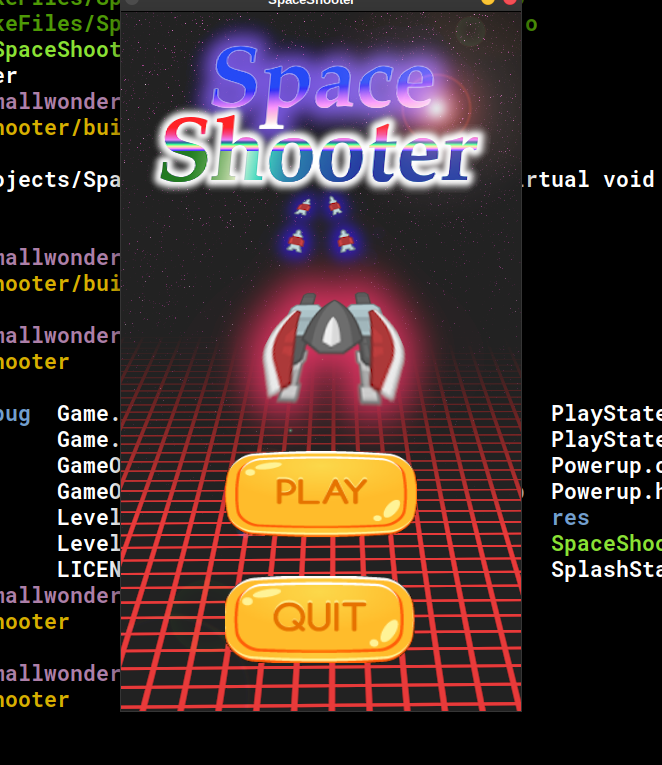 SpaceShooter
keFiles/Sp
keFiles/Sp
o
SpaceShoot
er
mallwonder
hooter/bui
ojects/Spa
rtual void
mallwonder
hooter/bui
mallwonder
hooter
bug Game.
PlayState
Game.
PlayState
GameO
Powerup.c
GameO
Powerup.h
Level
res
Level
SpaceShoo
LICEN
SplashSta
mallwonder
hooter
mallwonder
hooter
Space
Shooter
PLAY
QUIT